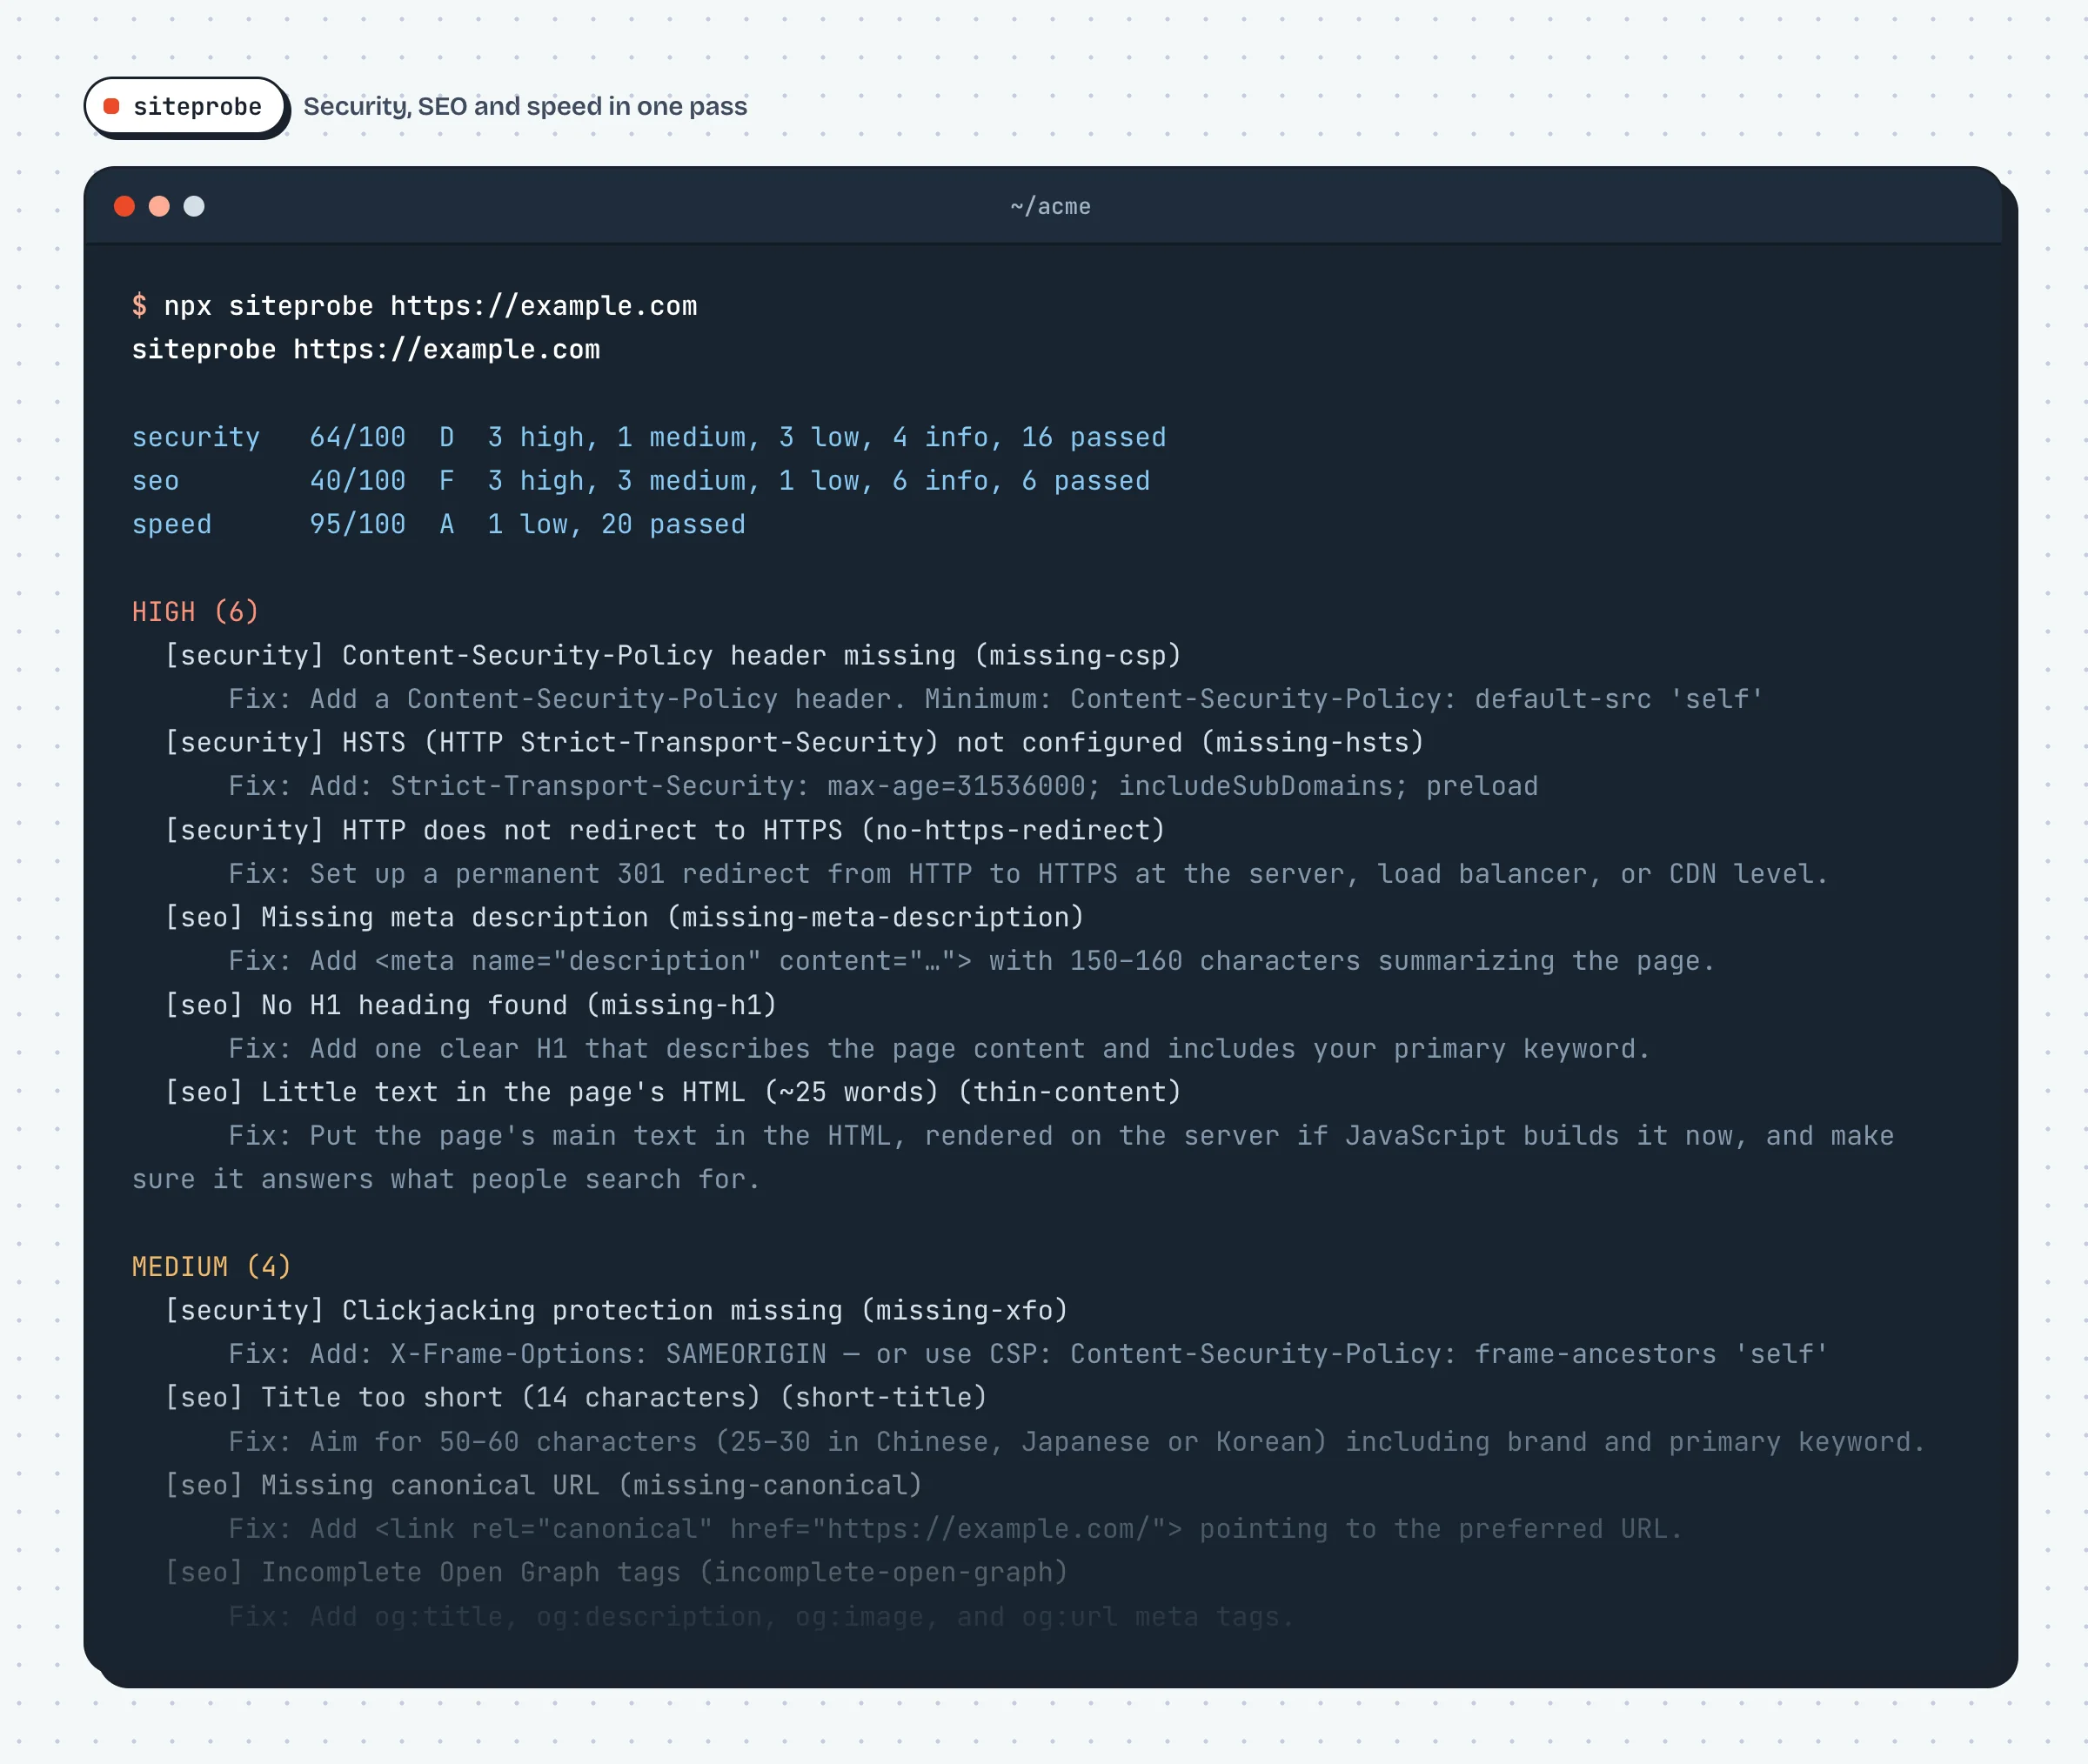 siteprobe
Security, SEO and speed in one pass
~/acme
$ npx siteprobe https://example.com
siteprobe https://example.com
security   64/100  D  3 high, 1 medium, 3 low, 4 info, 16 passed
seo        40/100  F  3 high, 3 medium, 1 low, 6 info, 6 passed
speed      95/100  A  1 low, 20 passed
HIGH (6)
[security] Content-Security-Policy header missing (missing-csp)
Fix: Add a Content-Security-Policy header. Minimum: Content-Security-Policy: default-src 'self'
[security] HSTS (HTTP Strict-Transport-Security) not configured (missing-hsts)
Fix: Add: Strict-Transport-Security: max-age=31536000; includeSubDomains; preload
[security] HTTP does not redirect to HTTPS (no-https-redirect)
Fix: Set up a permanent 301 redirect from HTTP to HTTPS at the server, load balancer, or CDN level.
[seo] Missing meta description (missing-meta-description)
Fix: Add <meta name="description" content="…"> with 150–160 characters summarizing the page.
[seo] No H1 heading found (missing-h1)
Fix: Add one clear H1 that describes the page content and includes your primary keyword.
[seo] Little text in the page's HTML (~25 words) (thin-content)
Fix: Put the page's main text in the HTML, rendered on the server if JavaScript builds it now, and make
sure it answers what people search for.
MEDIUM (4)
[security] Clickjacking protection missing (missing-xfo)
Fix: Add: X-Frame-Options: SAMEORIGIN — or use CSP: Content-Security-Policy: frame-ancestors 'self'
[seo] Title too short (14 characters) (short-title)
Fix: Aim for 50–60 characters (25–30 in Chinese, Japanese or Korean) including brand and primary keyword.
[seo] Missing canonical URL (missing-canonical)
Fix: Add <link rel="canonical" href="https://example.com/"> pointing to the preferred URL.
[seo] Incomplete Open Graph tags (incomplete-open-graph)
Fix: Add og:title, og:description, og:image, and og:url meta tags.